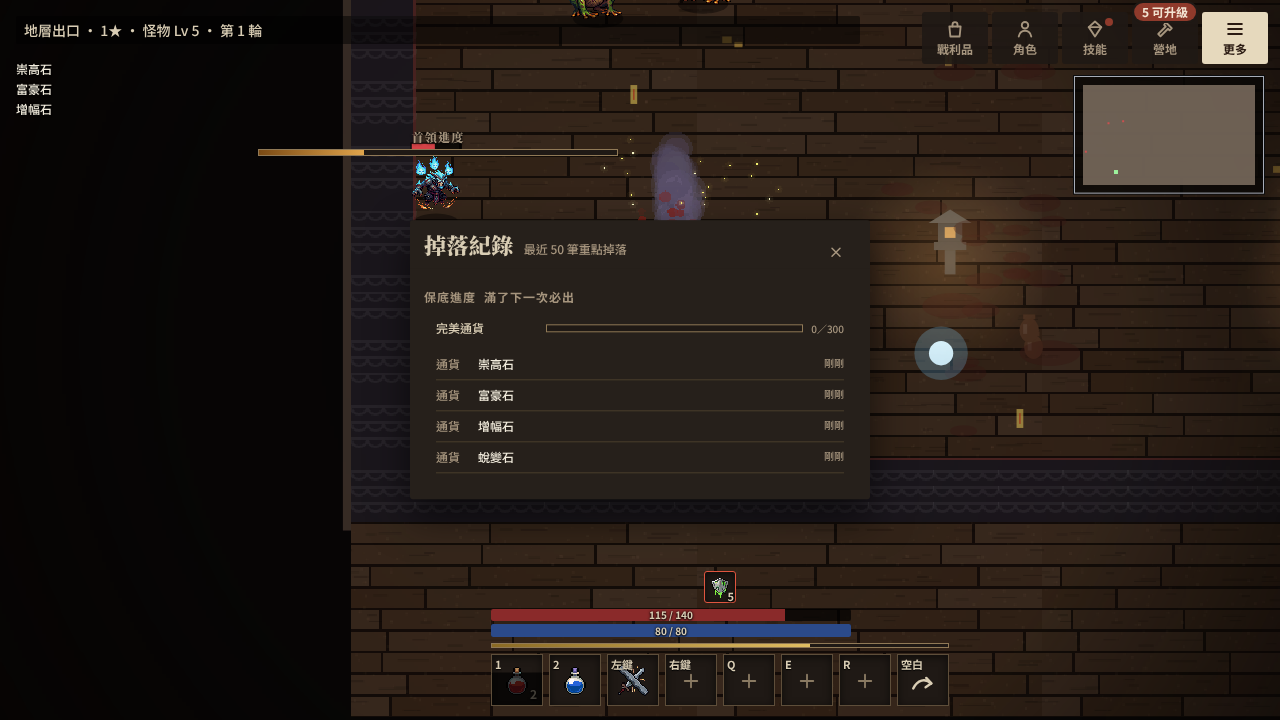 地層出口 • 1★ • 怪物 Lv 5 • 第 1 輪
5 可升級
戰利品
角色
技能
營地
更多
崇高石
富豪石
增幅石
首領進度
掉落紀錄 最近 50 筆重點掉落
保底進度 滿了下一次必出
完美通貨 0／300
通貨 崇高石 剛剛
通貨 富豪石 剛剛
通貨 增幅石 剛剛
通貨 蛻變石 剛剛
5
115 / 140
80 / 80
1 2
2
左鍵
右鍵
Q
E
R
空白